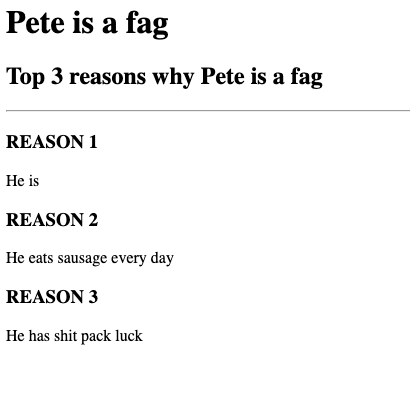 Pete is a fag
Top 3 reasons why Pete is a fag
REASON 1
He is
REASON 2
He eats sausage every day
REASON 3
He has shit pack luck